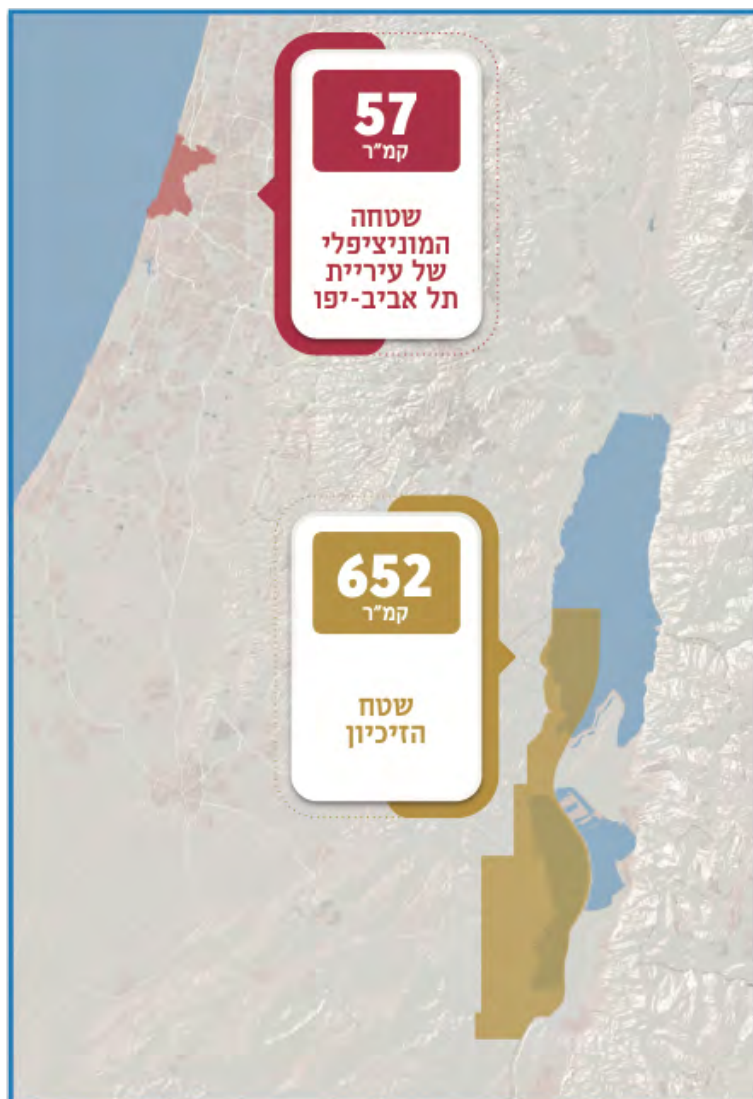 57
קמ"ר
שטחה
המוניציפלי
של עיריית
תל אביב-יפו
652
קמ"ר
שטח
הזיכיון